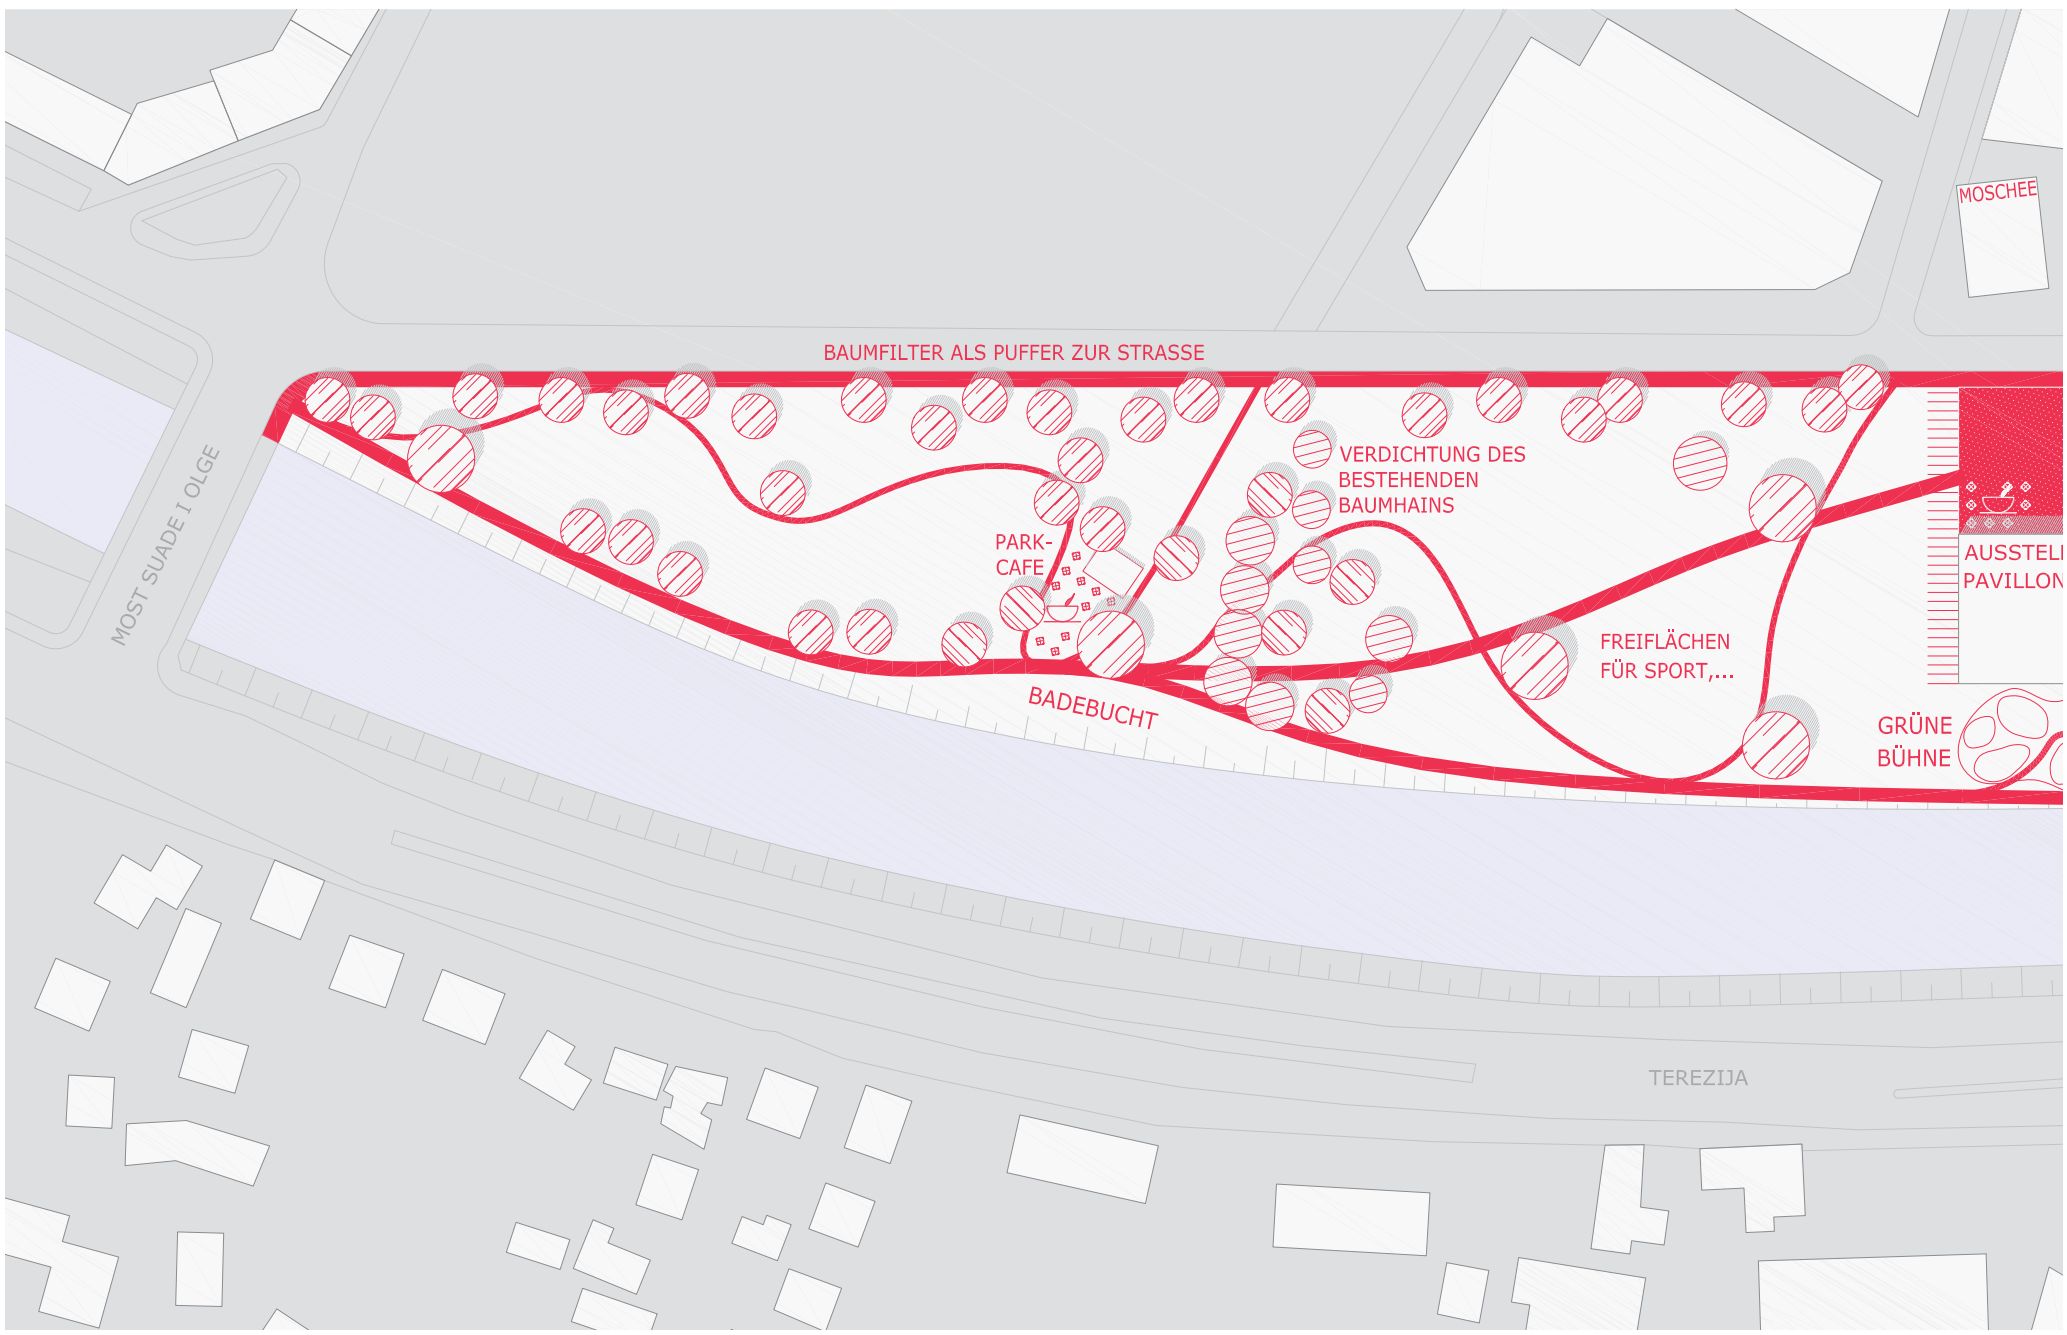 MOSCHEE
BAUMFILTER ALS PUFFER ZUR STRASSE
MOST SUADE I OLGE
VERDICHTUNG DES
BESTEHENDEN
BAUMHAINS
PARK-
CAFE
AUSSTELL
PAVILLON
FREIFLÄCHEN
FÜR SPORT,...
BADEBUCHT
GRÜNE
BÜHNE
TEREZIJA